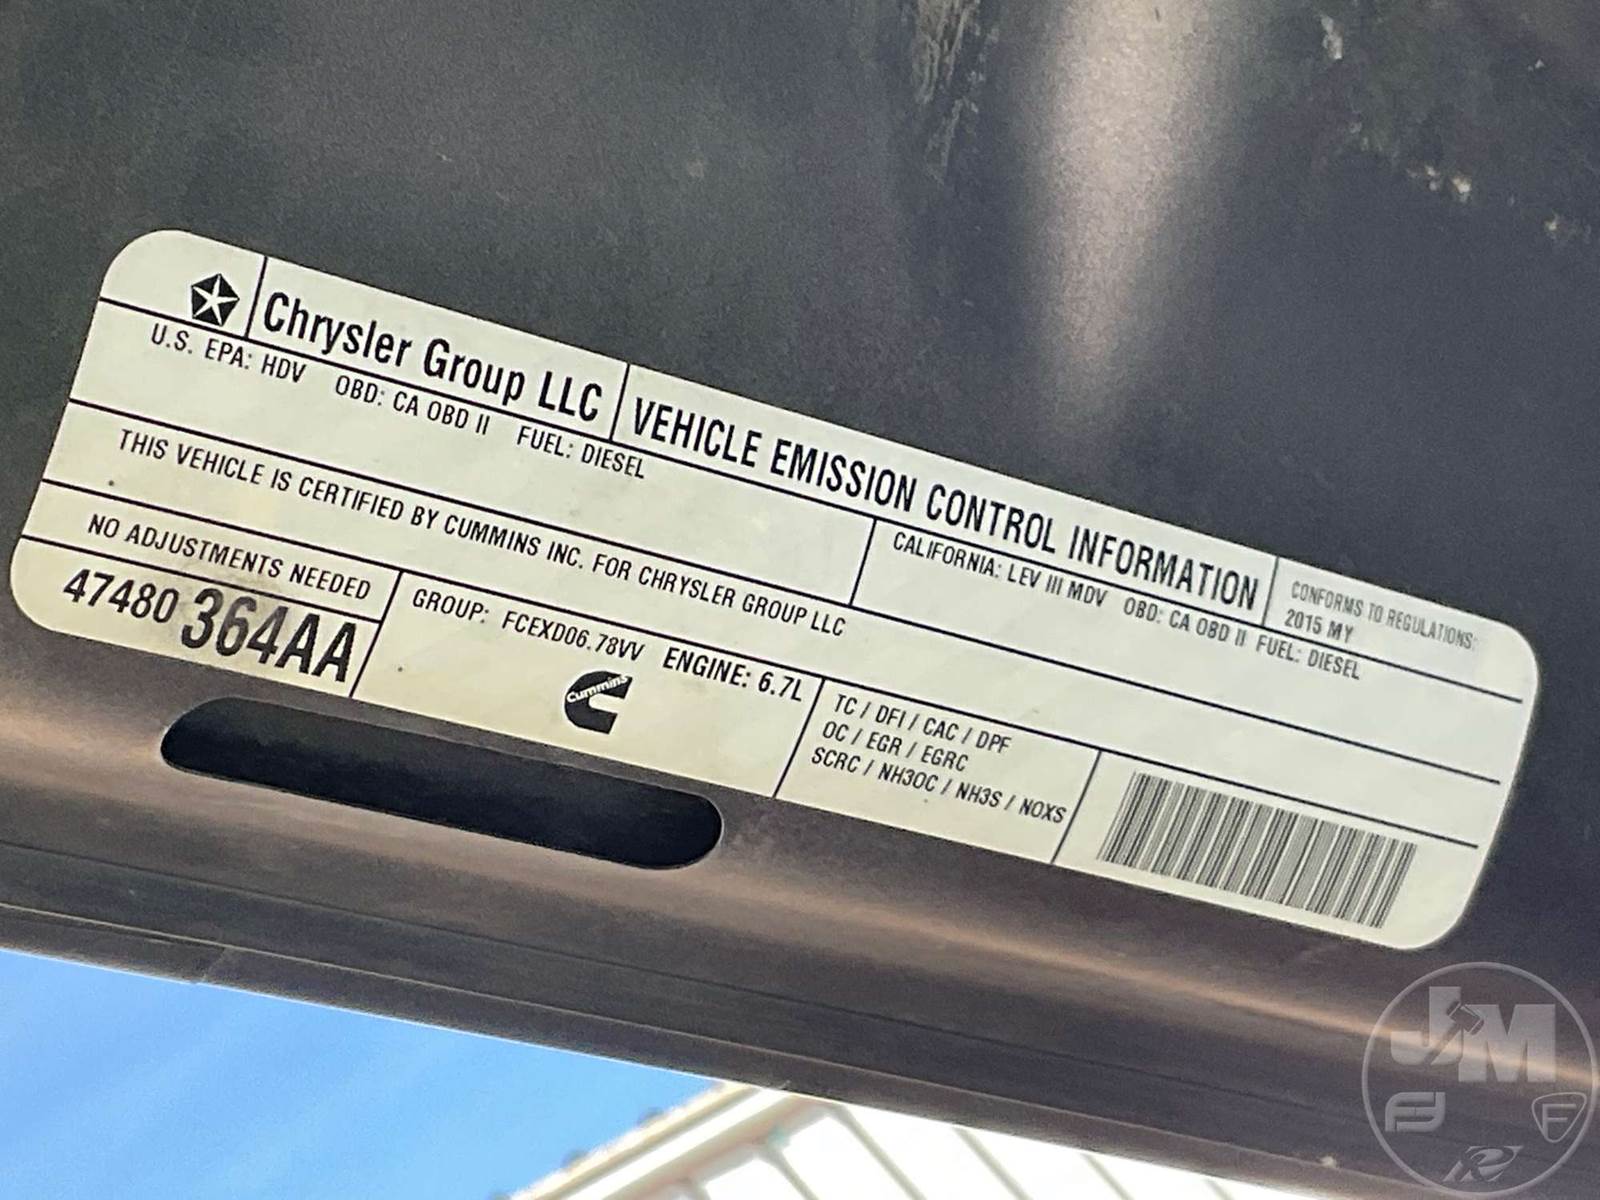 Chrysler Group LLC
VEHICLE EMISSION CONTROL INFORMATION
CONFORMS TO REGULATIONS:
2015 MY
U.S. EPA: HDV OBD: CA OBD II FUEL: DIESEL
CALIFORNIA: LEV III MDV OBD: CA OBD II FUEL: DIESEL
THIS VEHICLE IS CERTIFIED BY CUMMINS INC. FOR CHRYSLER GROUP LLC
NO ADJUSTMENTS NEEDED
47480364AA
GROUP: FCEXD06.78VV ENGINE: 6.7L
Cummins
TC / DFI / CAC / DPF
OC / EGR / EGRC
SCRC / NH3OC / NH3S / NOXS
JM